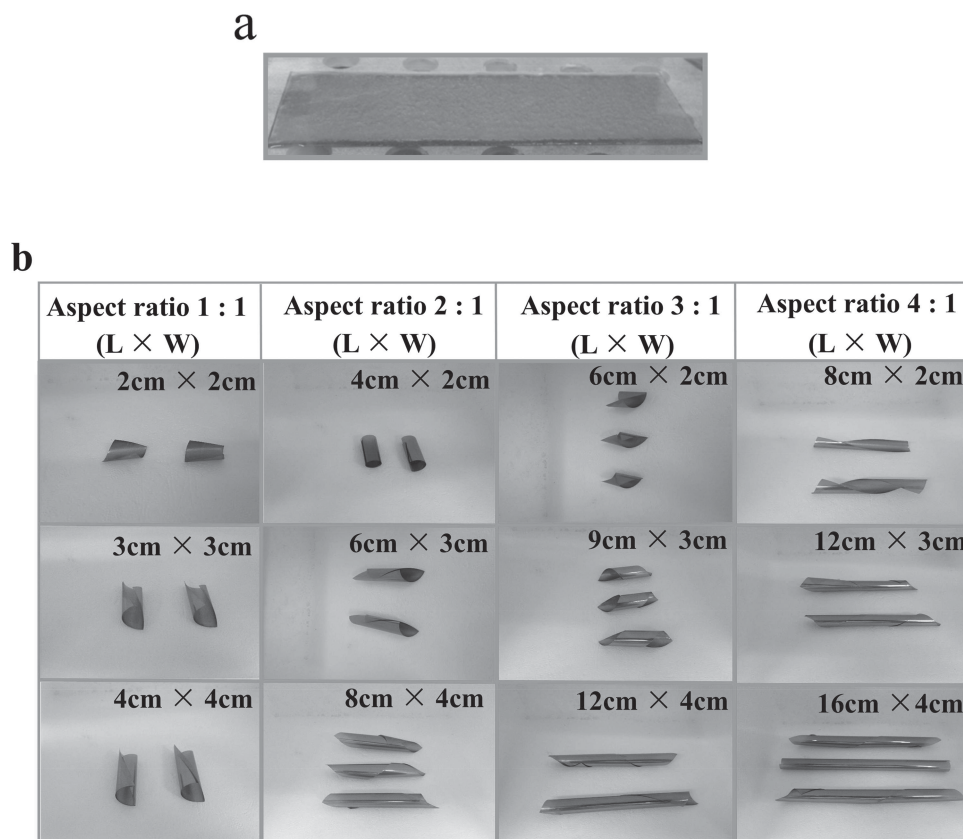 a
b
Aspect ratio 1 : 1
(L × W)
Aspect ratio 2 : 1
(L × W)
Aspect ratio 3 : 1
(L × W)
Aspect ratio 4 : 1
(L × W)
2cm × 2cm
4cm × 2cm
6cm × 2cm
8cm × 2cm
3cm × 3cm
6cm × 3cm
9cm × 3cm
12cm × 3cm
4cm × 4cm
8cm × 4cm
12cm × 4cm
16cm × 4cm